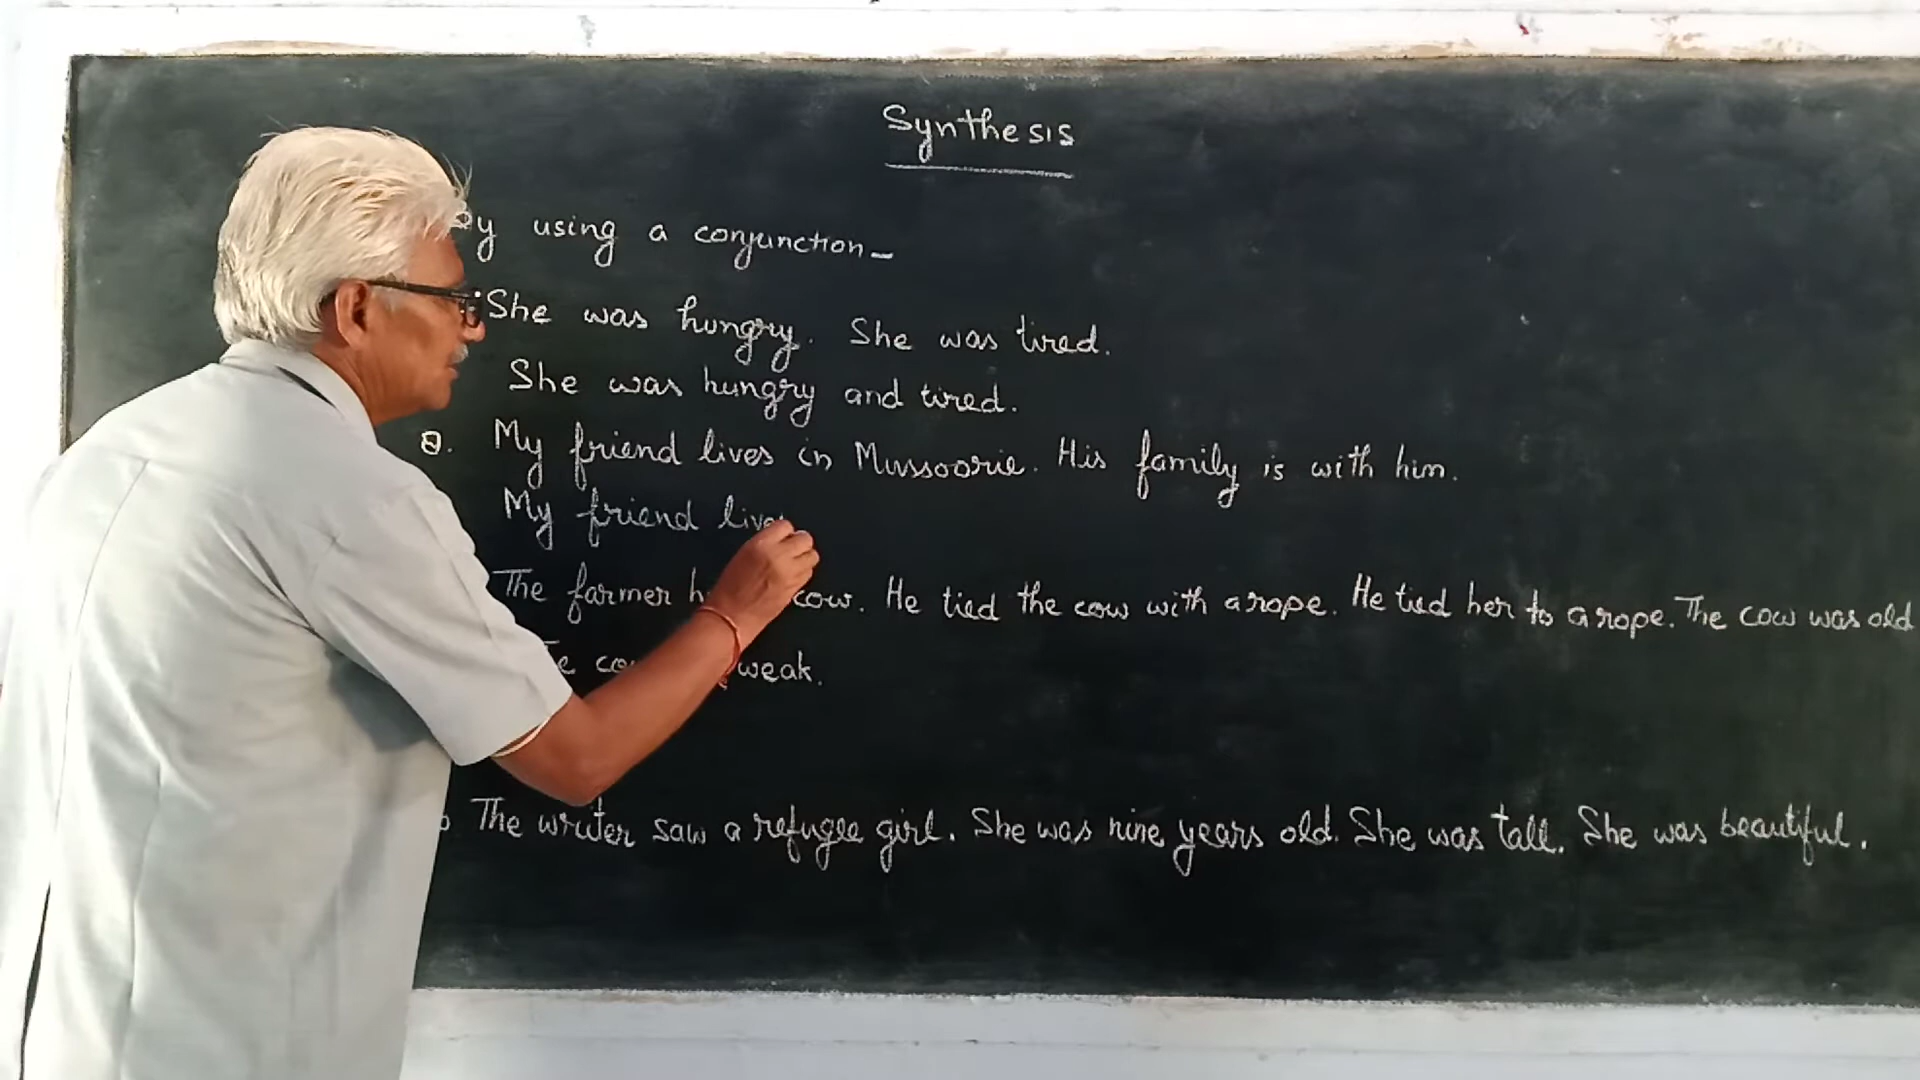 Synthesis
By using a conjunction-
She was hungry. She was tired.
She was hungry and tired.
My friend lives in Mussoorie. His family is with him.
My friend lives
The farmer cow. He tied the cow with a rope. He tied her to a rope. The cow was old
weak.
The writer saw a refugee girl. She was nine years old. She was tall. She was beautiful.